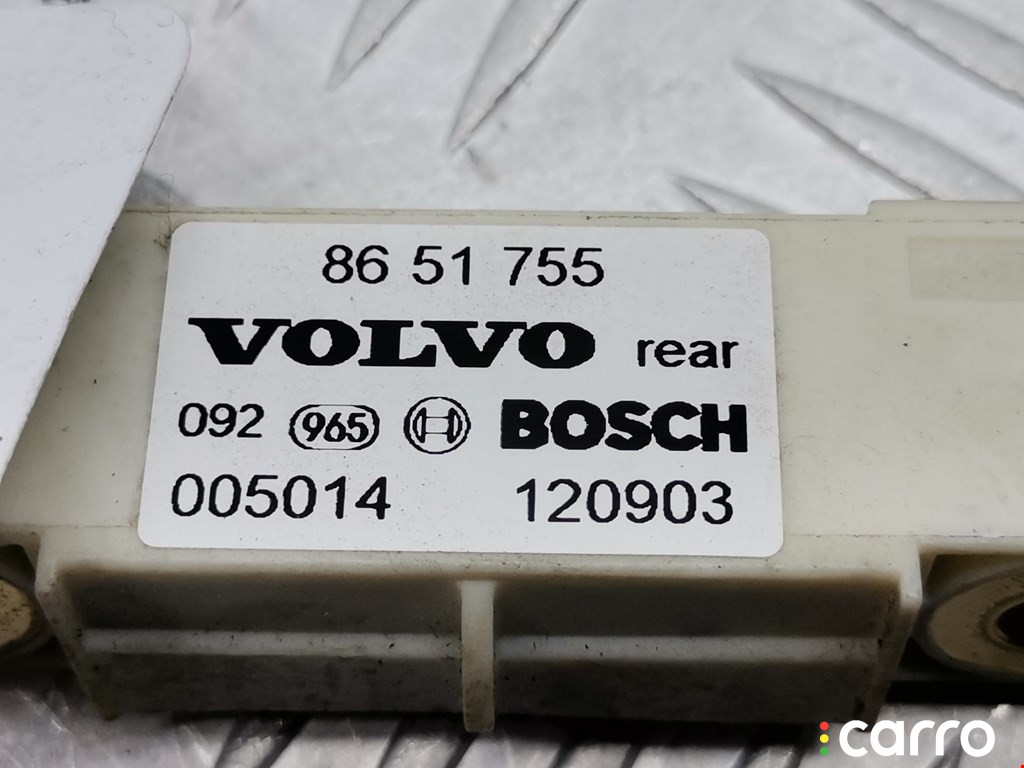 86 51 755
VOLVO rear
092 965 BOSCH
005014 120903
carro